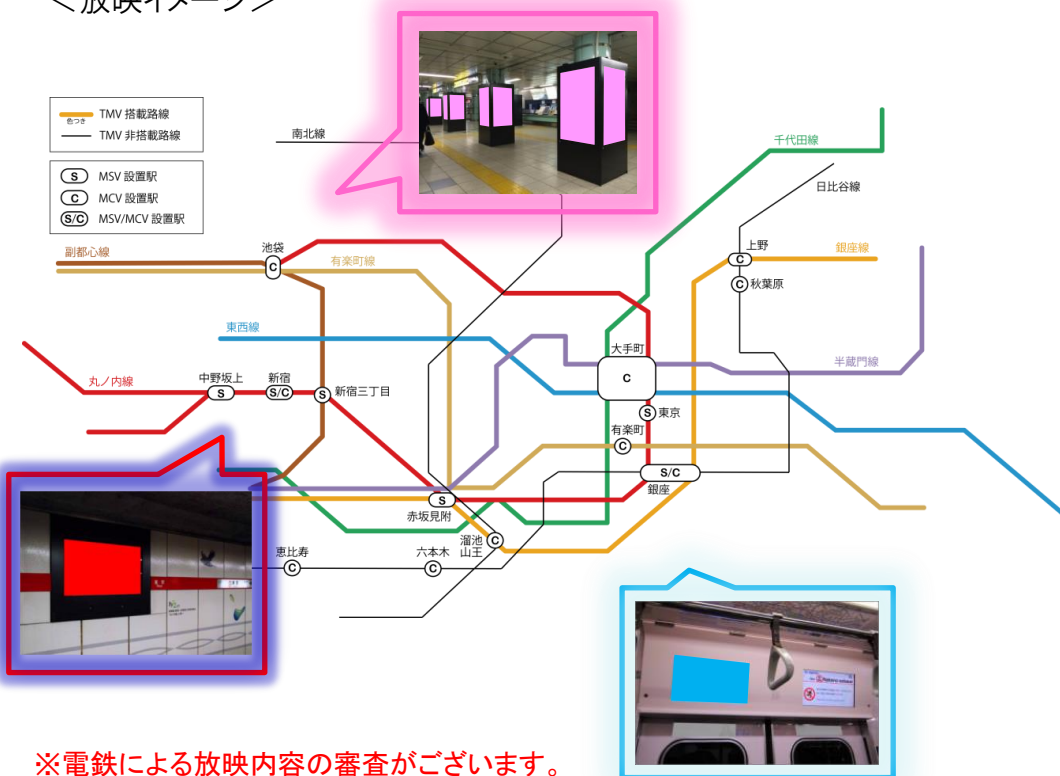 ＜放映イメージ＞
色つき
TMV 搭載路線
TMV 非搭載路線
S MSV 設置駅
C MCV 設置駅
S/C MSV/MCV 設置駅
南北線
千代田線
日比谷線
副都心線
池袋
C
有楽町線
上野
C
銀座線
C 秋葉原
東西線
大手町
C
半蔵門線
丸ノ内線
中野坂上
S
新宿
S/C
S 新宿三丁目
S 東京
有楽町
C
S/C
銀座
S
赤坂見附
溜池
山王 C
恵比寿
C
六本木
C
※電鉄による放映内容の審査がございます。